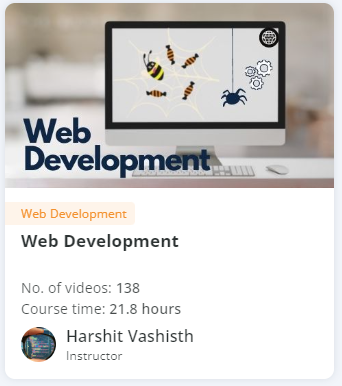 Web
Development
Web Development
Web Development
No. of videos: 138
Course time: 21.8 hours
Harshit Vashisth
Instructor